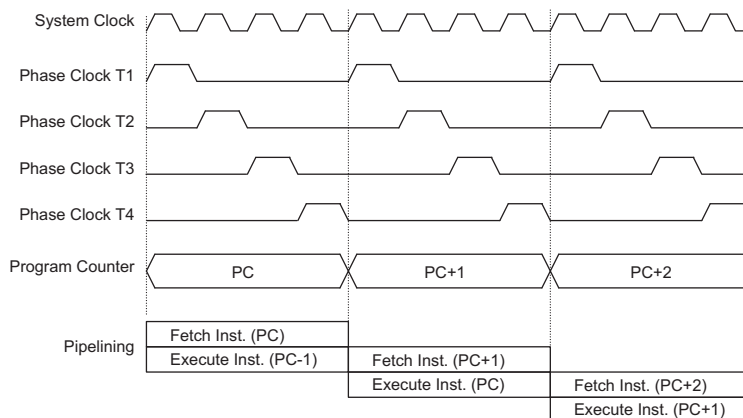 System Clock
Phase Clock T1
Phase Clock T2
Phase Clock T3
Phase Clock T4
Program Counter
PC
PC+1
PC+2
Pipelining
Fetch Inst. (PC)
Execute Inst. (PC-1)
Fetch Inst. (PC+1)
Execute Inst. (PC)
Fetch Inst. (PC+2)
Execute Inst. (PC+1)